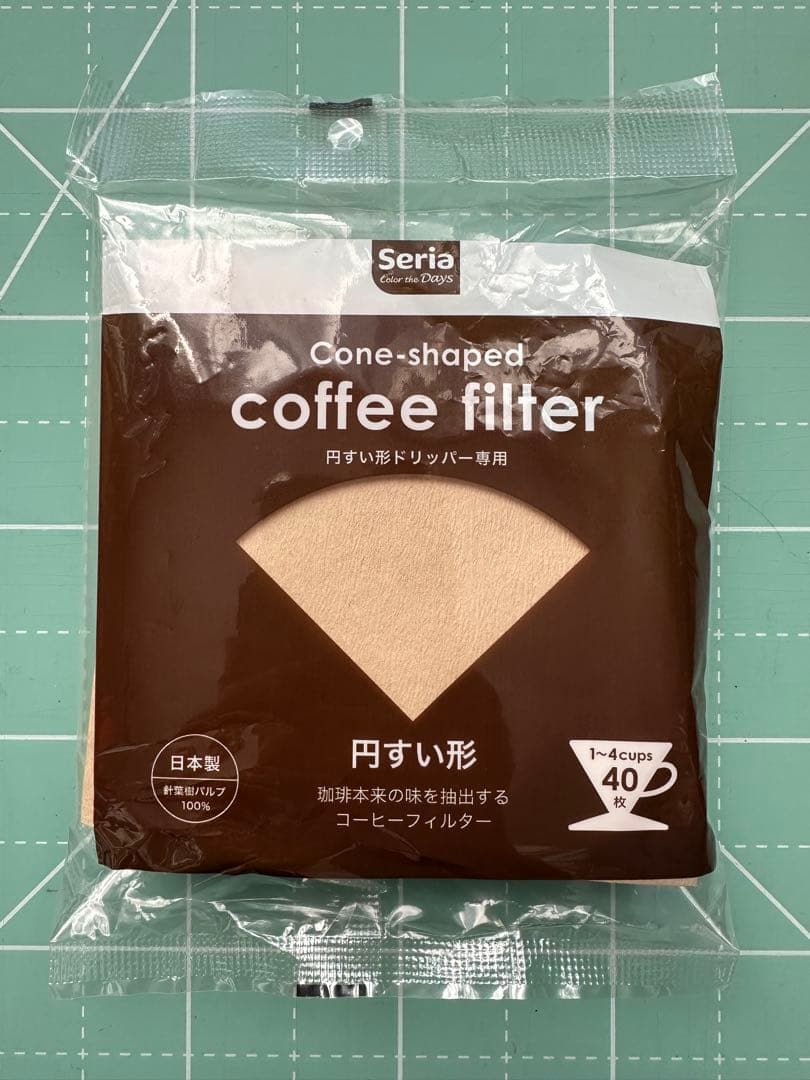 Seria
Color the Days
Cone-shaped
coffee filter
円すい形ドリッパー専用
円すい形
珈琲本来の味を抽出する
コーヒーフィルター
日本製
針葉樹パルプ
100%
1〜4cups
40
枚